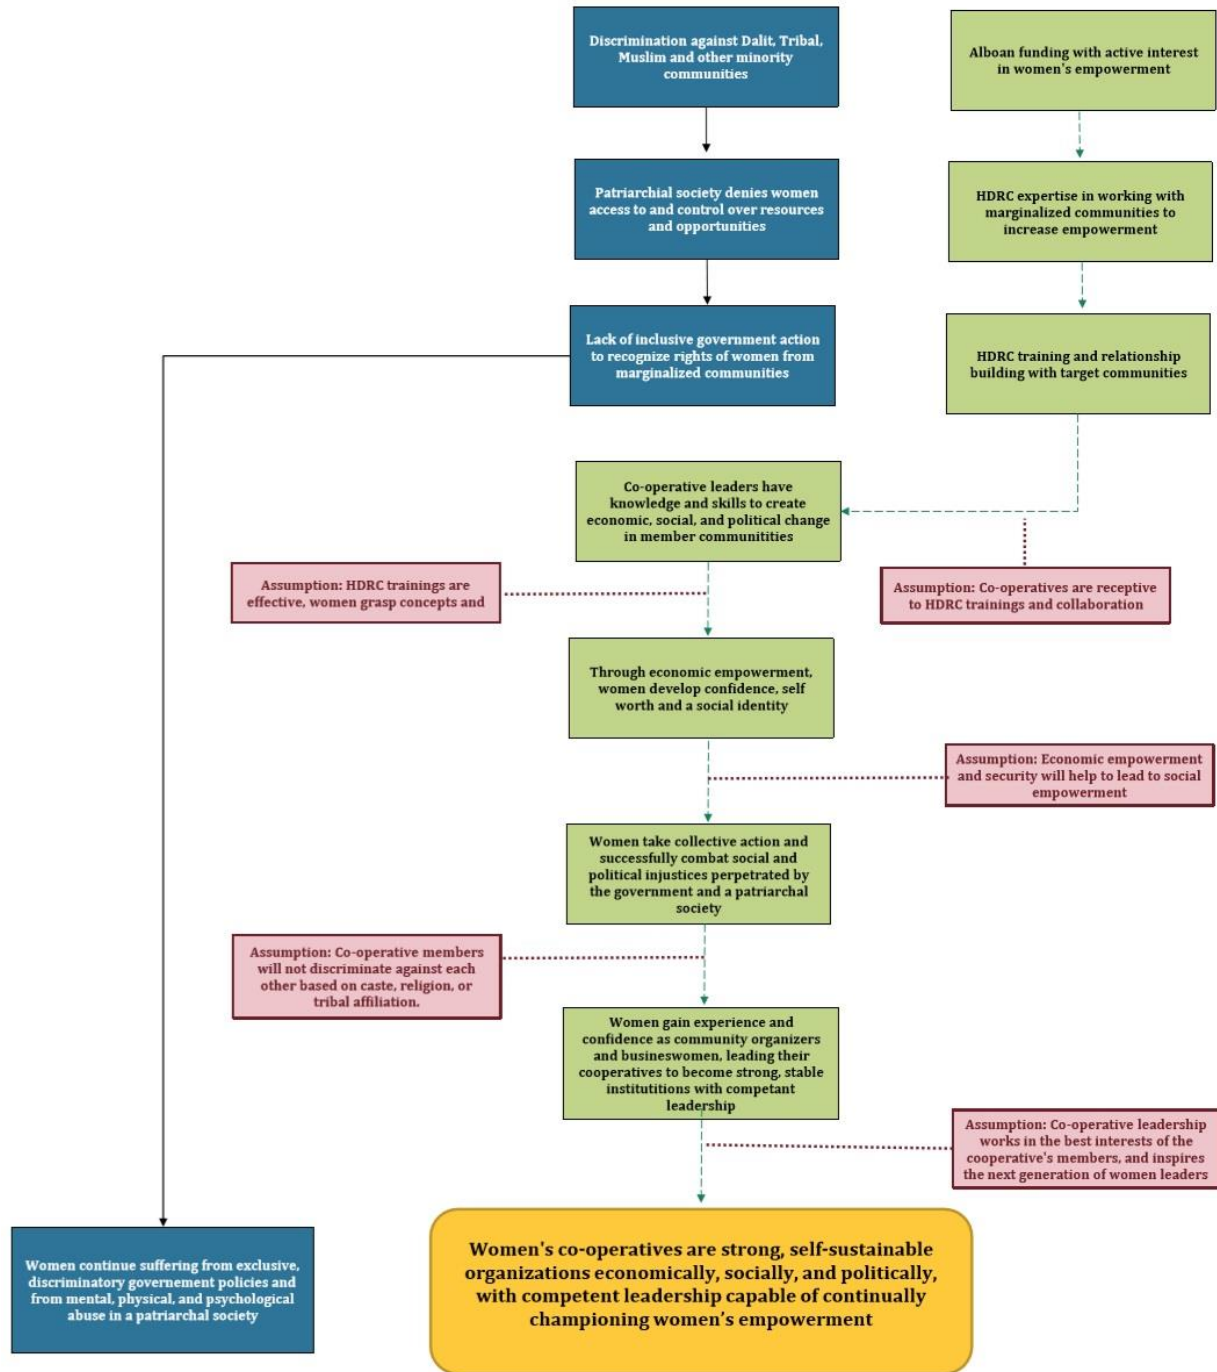 Discrimination against Dalit, Tribal,
Muslim and other minority
communities
Alboan funding with active interest
in women's empowerment
Patriarchial society denies women
access to and control over resources
and opportunities
HDRC expertise in working with
marginalized communities to
increase empowerment
Lack of inclusive government action
to recognize rights of women from
marginalized communities
HDRC training and relationship
building with target communities
Co-operative leaders have
knowledge and skills to create
economic, social, and political change
in member communitities
Assumption: HDRC trainings are
effective, women grasp concepts and
Assumption: Co-operatives are receptive
to HDRC trainings and collaboration
Through economic empowerment,
women develop confidence, self
worth and a social identity
Assumption: Economic empowerment
and security will help to lead to social
empowerment
Women take collective action and
successfully combat social and
political injustices perpetrated by
the government and a patriarchal
society
Assumption: Co-operative members
will not discriminate against each
other based on caste, religion, or
tribal affiliation.
Women gain experience and
confidence as community organizers
and busineswomen, leading their
cooperatives to become strong, stable
institutitions with competant
leadership
Assumption: Co-operative leadership
works in the best interests of the
cooperative's members, and inspires
the next generation of women leaders
Women continue suffering from exclusive,
discriminatory governement policies and
from mental, physical, and psychological
abuse in a patriarchal society
Women's co-operatives are strong, self-sustainable
organizations economically, socially, and politically,
with competent leadership capable of continually
championing women’s empowerment